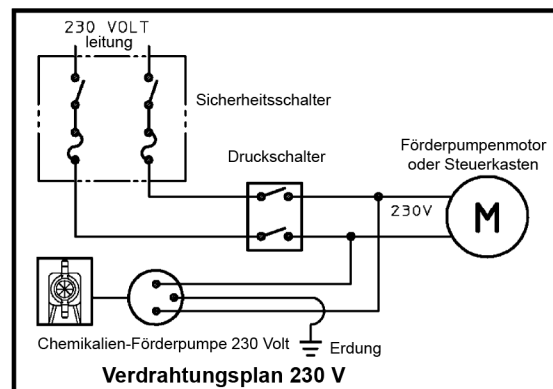 230 VOLT
leitung
Sicherheitsschalter
Druckschalter
Förderpumpenmotor
oder Steuerkasten
230V
M
Chemikalien-Förderpumpe 230 Volt
Erdung
Verdrahtungsplan 230 V